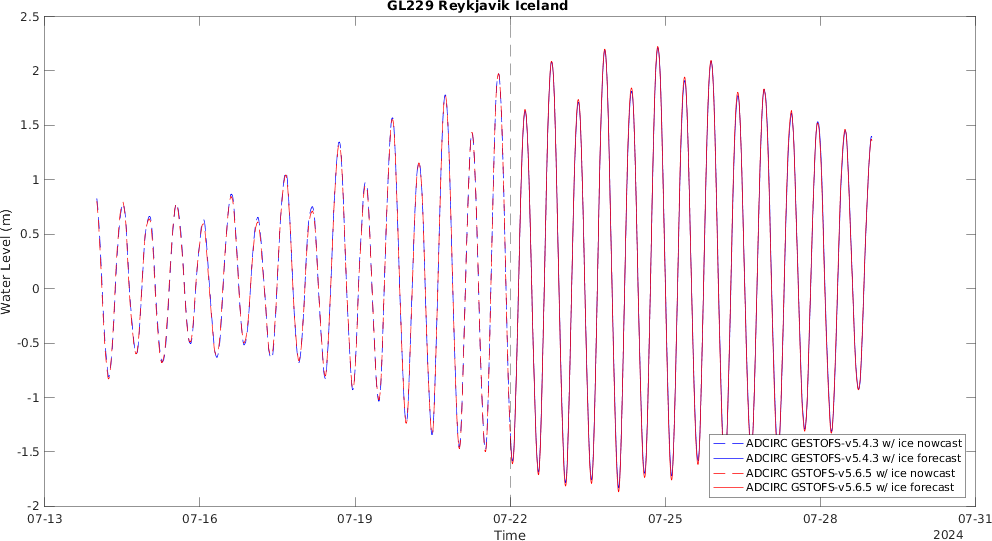 GL229 Reykjavik Iceland
2.5
2
1.5
1
0.5
0
-0.5
-1
-1.5
-2
Water Level (m)
ADCIRC GESTOFS-v5.4.3 w/ ice nowcast
ADCIRC GESTOFS-v5.4.3 w/ ice forecast
ADCIRC GSTOFS-v5.6.5 w/ ice nowcast
ADCIRC GSTOFS-v5.6.5 w/ ice forecast
07-13 07-16 07-19 07-22 07-25 07-28 07-31
Time
2024